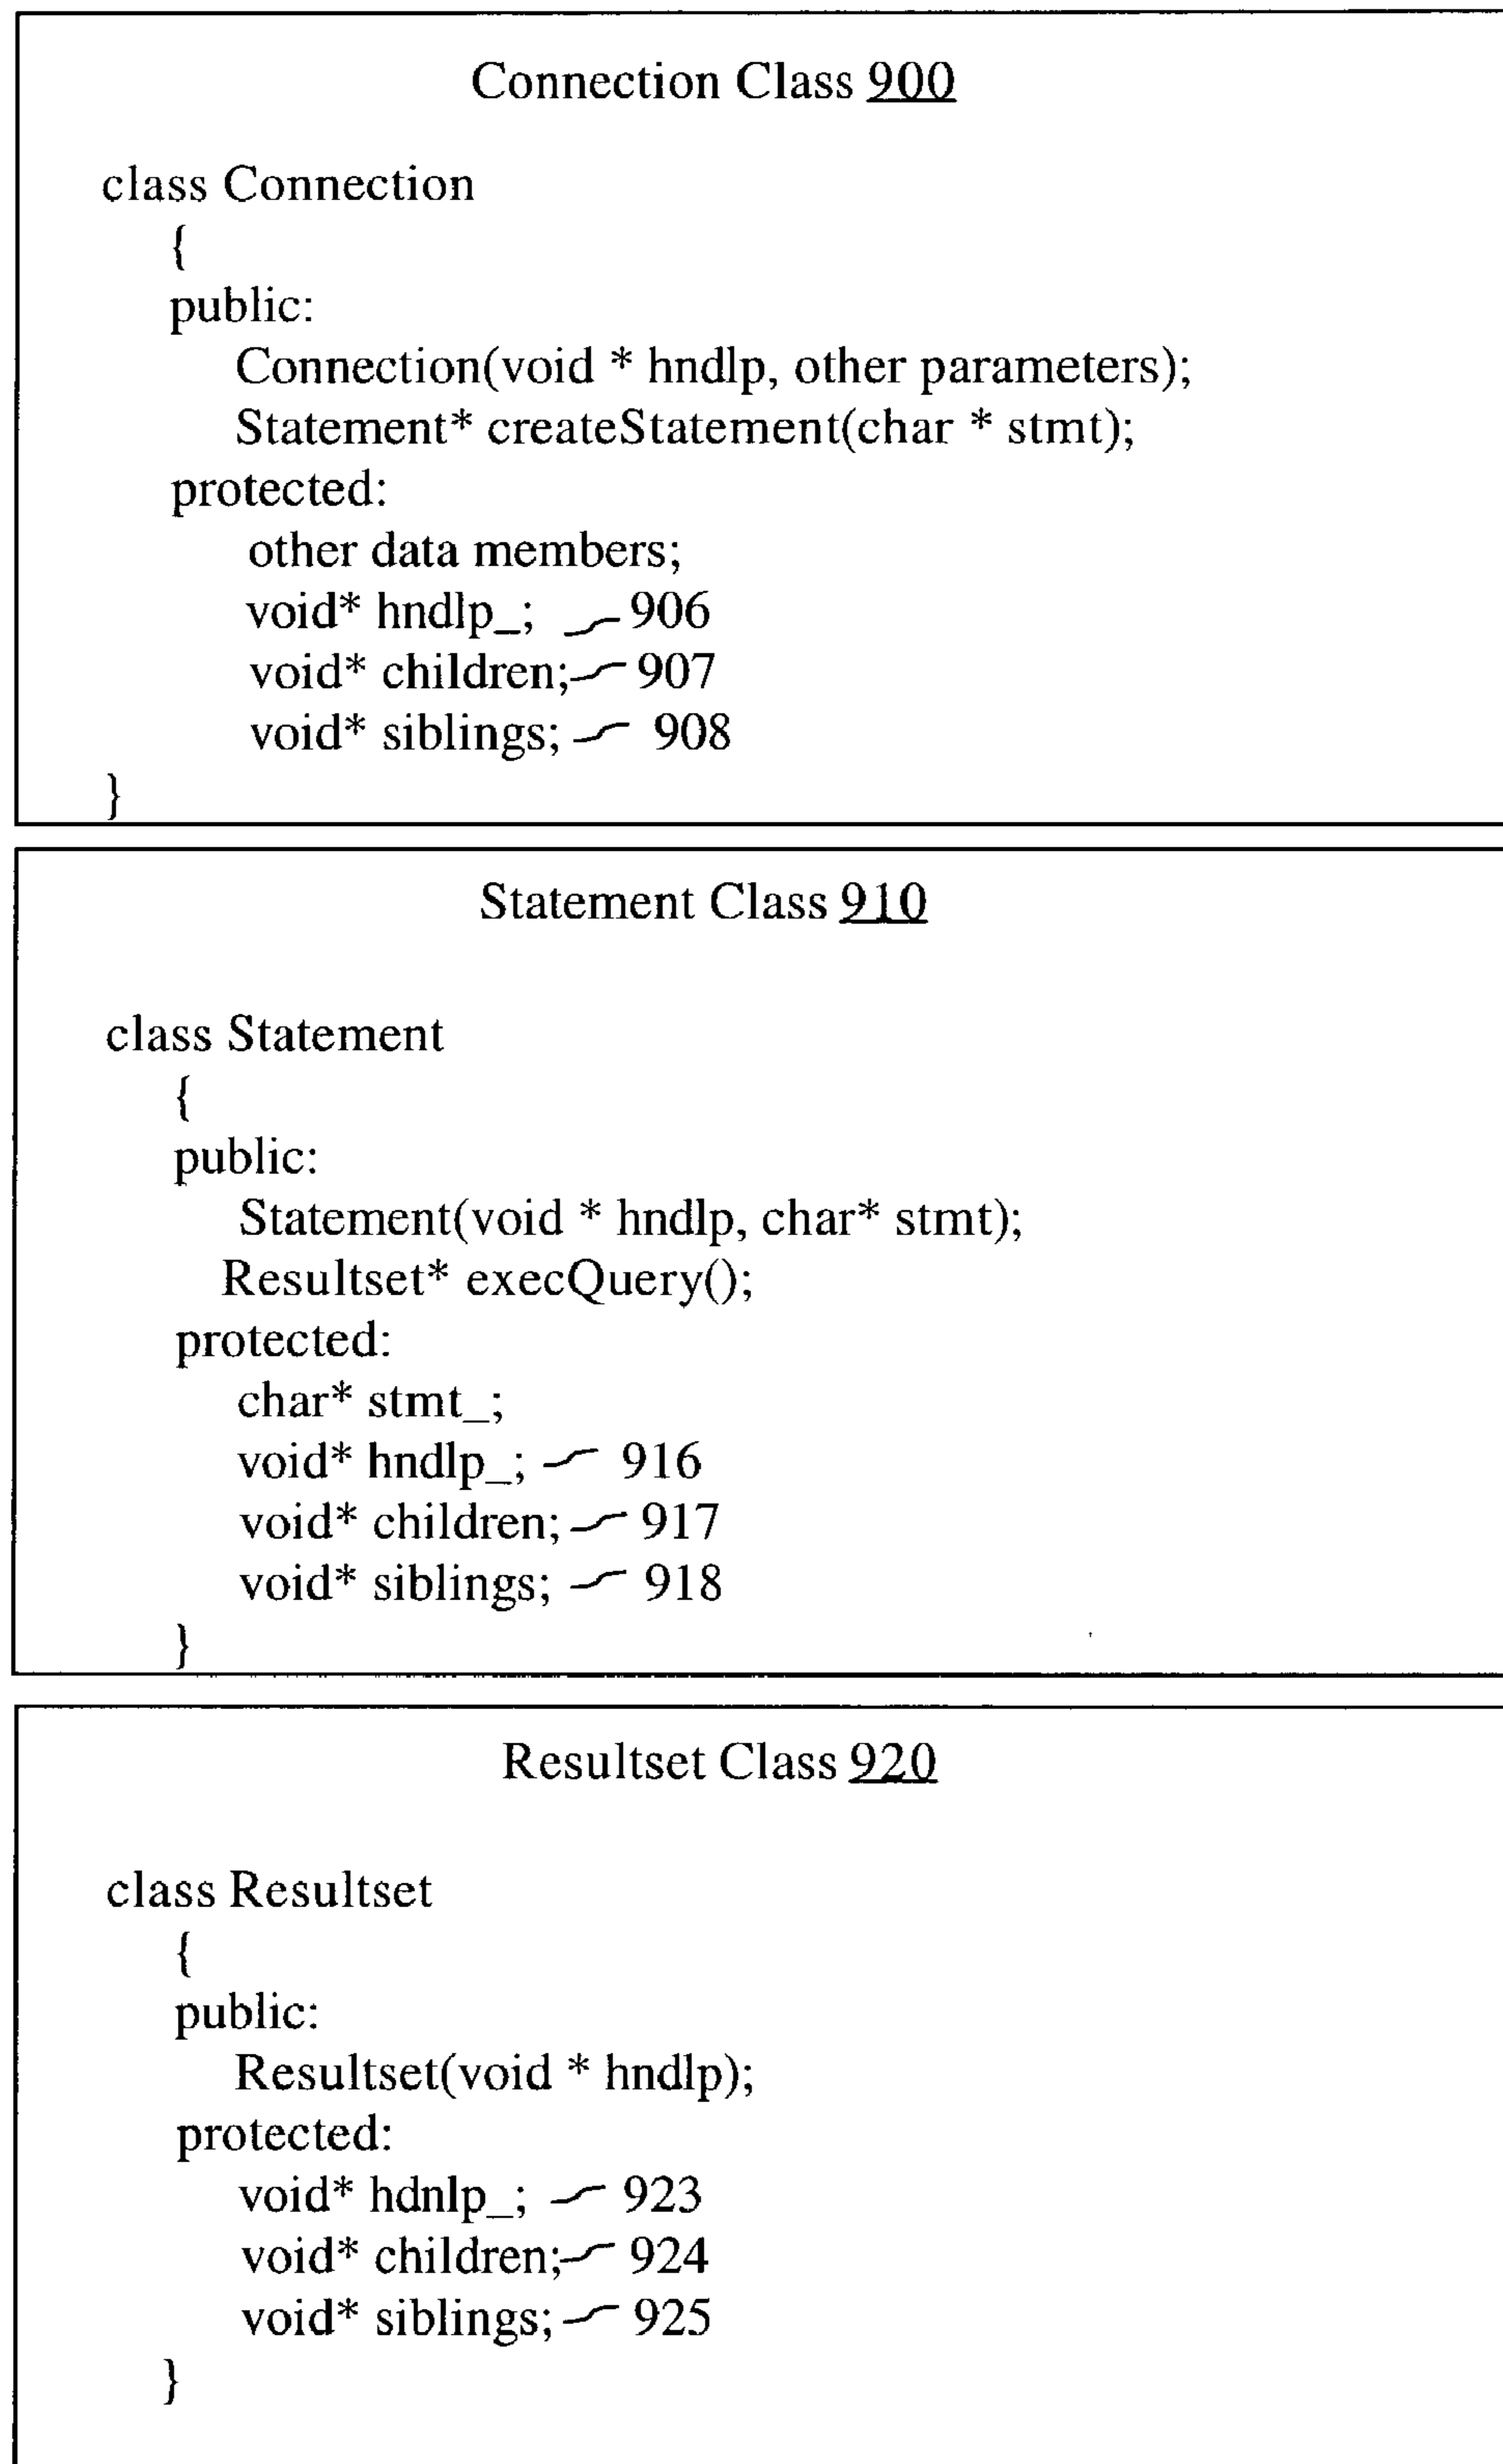 Connection Class 900
class Connection
{
public:
Connection(void * hndlp, other parameters);
Statement* createStatement(char * stmt);
protected:
other data members;
void* hndlp_; 906
void* children; 907
void* siblings; 908
}
Statement Class 910
class Statement
{
public:
Statement(void * hndlp, char* stmt);
Resultset* execQuery();
protected:
char* stmt_;
void* hndlp_; 916
void* children; 917
void* siblings; 918
}
Resultset Class 920
class Resultset
{
public:
Resultset(void * hndlp);
protected:
void* hdnlp_; 923
void* children; 924
void* siblings; 925
}